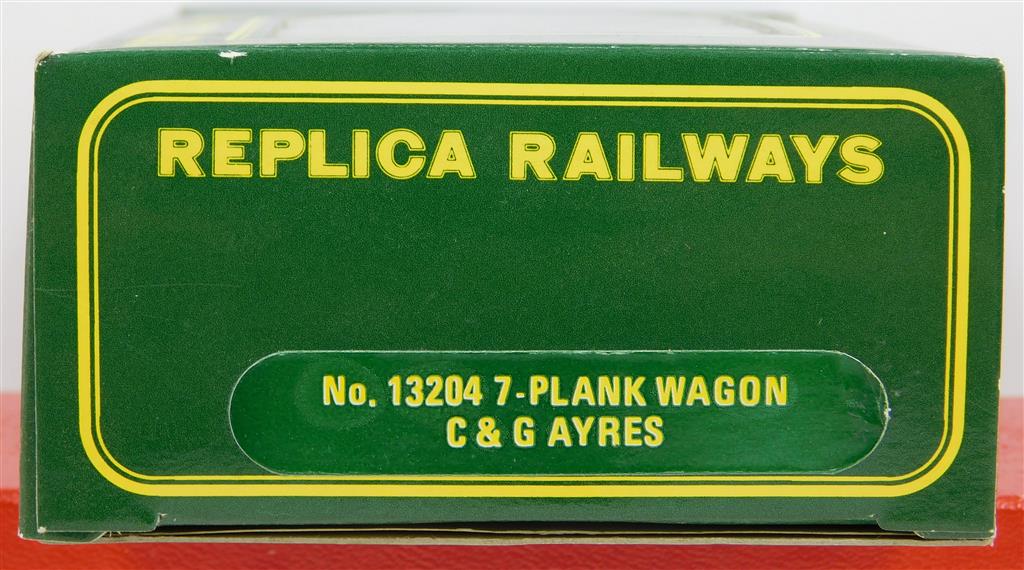 REPLICA RAILWAYS
No. 13204 7-PLANK WAGON
C & G AYRES